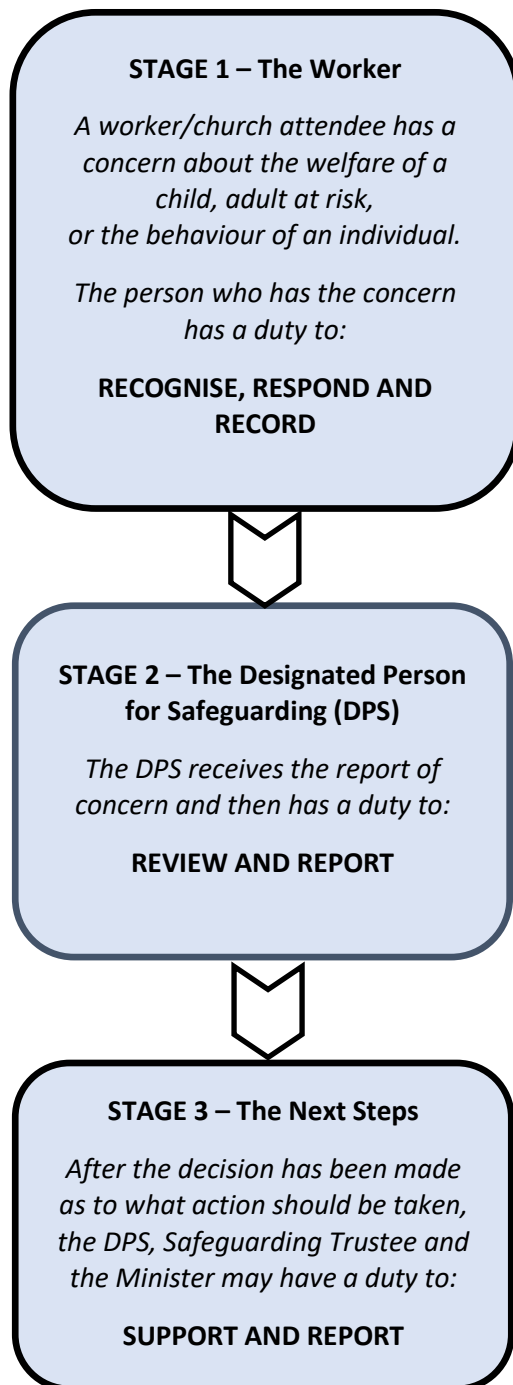 STAGE 1 – The Worker
A worker/church attendee has a
concern about the welfare of a
child, adult at risk,
or the behaviour of an individual.
The person who has the concern
has a duty to:
RECOGNISE, RESPOND AND
RECORD
STAGE 2 – The Designated Person
for Safeguarding (DPS)
The DPS receives the report of
concern and then has a duty to:
REVIEW AND REPORT
STAGE 3 – The Next Steps
After the decision has been made
as to what action should be taken,
the DPS, Safeguarding Trustee and
the Minister may have a duty to:
SUPPORT AND REPORT